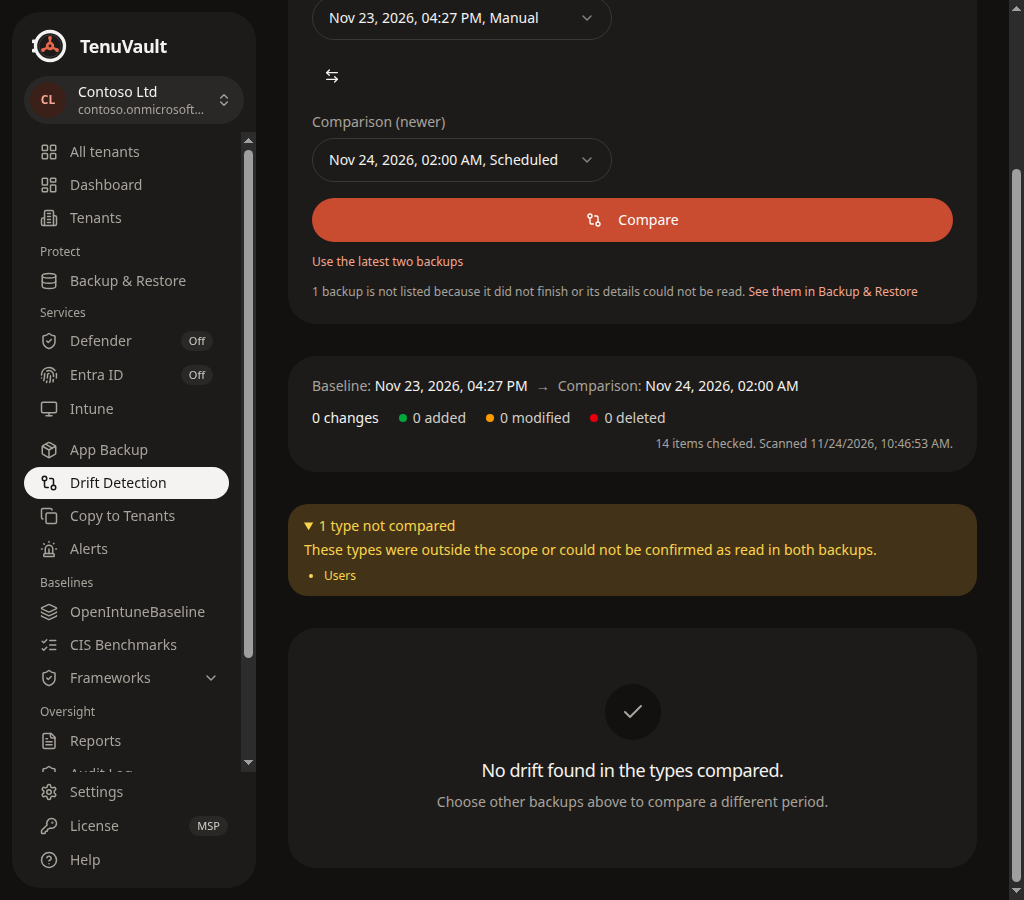 TenuVault
CL
Contoso Ltd
contoso.onmicrosoft...
All tenants
Dashboard
Tenants
Protect
Backup & Restore
Services
Defender Off
Entra ID Off
Intune
App Backup
Drift Detection
Copy to Tenants
Alerts
Baselines
OpenIntuneBaseline
CIS Benchmarks
Frameworks
Oversight
Reports
Audit Log
Settings
License MSP
Help
Nov 23, 2026, 04:27 PM, Manual
Comparison (newer)
Nov 24, 2026, 02:00 AM, Scheduled
Compare
Use the latest two backups
1 backup is not listed because it did not finish or its details could not be read. See them in Backup & Restore
Baseline: Nov 23, 2026, 04:27 PM → Comparison: Nov 24, 2026, 02:00 AM
0 changes 0 added 0 modified 0 deleted
14 items checked. Scanned 11/24/2026, 10:46:53 AM.
1 type not compared
These types were outside the scope or could not be confirmed as read in both backups.
• Users
No drift found in the types compared.
Choose other backups above to compare a different period.